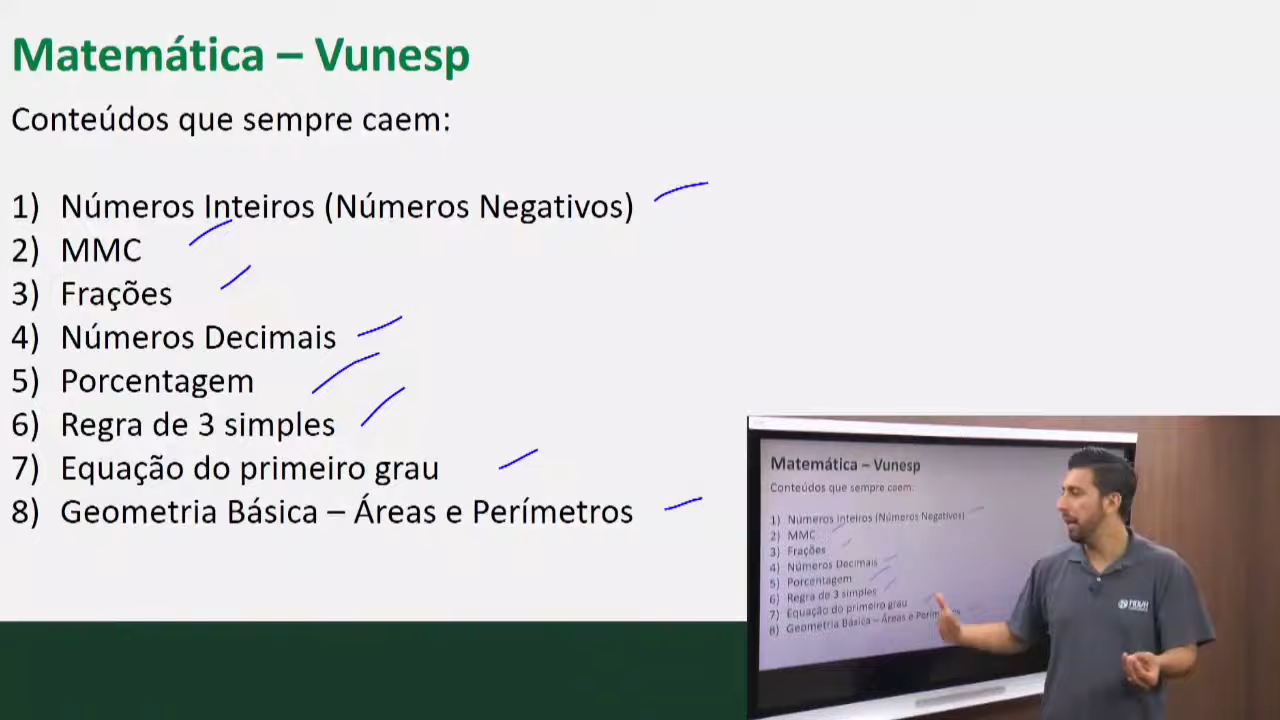 Matemática – Vunesp
Conteúdos que sempre caem:
1) Números Inteiros (Números Negativos)
2) MMC
3) Frações
4) Números Decimais
5) Porcentagem
6) Regra de 3 simples
7) Equação do primeiro grau
8) Geometria Básica – Áreas e Perímetros
Matemática – Vunesp
Conteúdos que sempre caem:
1) Números Inteiros (Números Negativos)
2) MMC
3) Frações
4) Números Decimais
5) Porcentagem
6) Regra de 3 simples
7) Equação do primeiro grau
8) Geometria Básica – Áreas e
NOVA